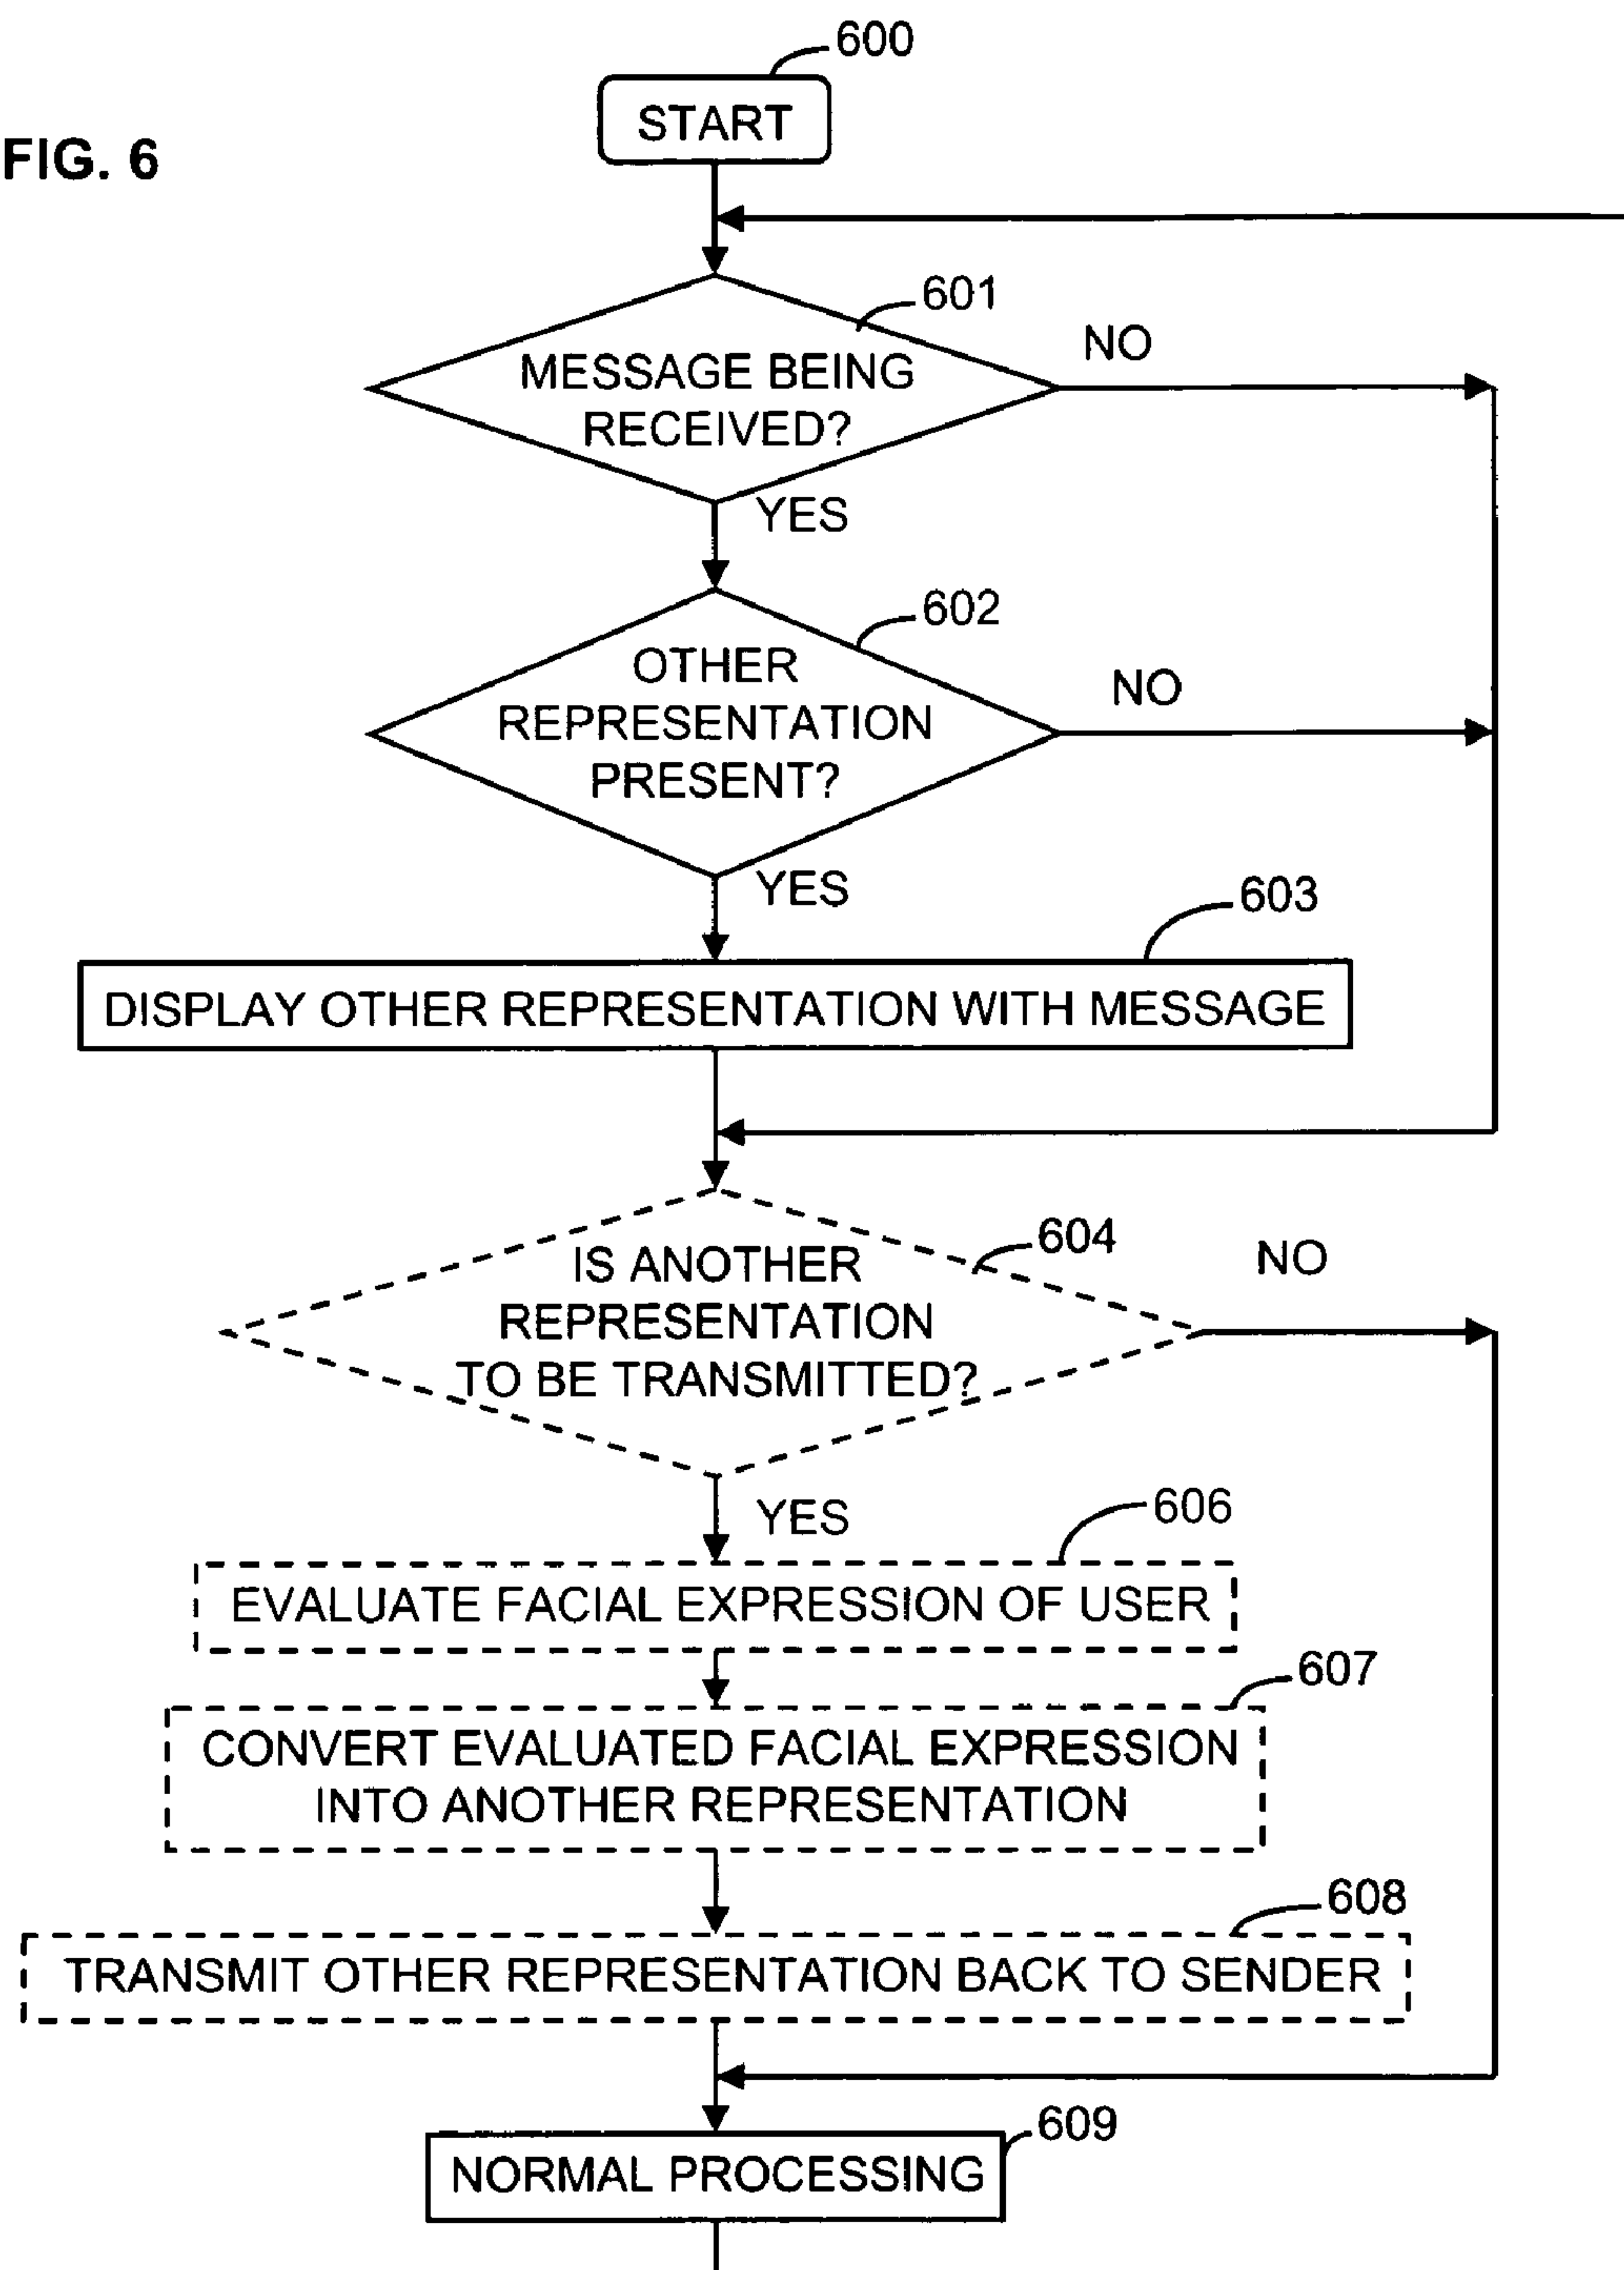 600
START
FIG. 6
601
NO
MESSAGE BEING
RECEIVED?
YES
602
OTHER
NO
REPRESENTATION
PRESENT?
YES
603
DISPLAY OTHER REPRESENTATION WITH MESSAGE
604
NO
IS ANOTHER
REPRESENTATION
TO BE TRANSMITTED?
YES
606
EVALUATE FACIAL EXPRESSION OF USER
607
CONVERT EVALUATED FACIAL EXPRESSION
INTO ANOTHER REPRESENTATION
608
TRANSMIT OTHER REPRESENTATION BACK TO SENDER
609
NORMAL PROCESSING